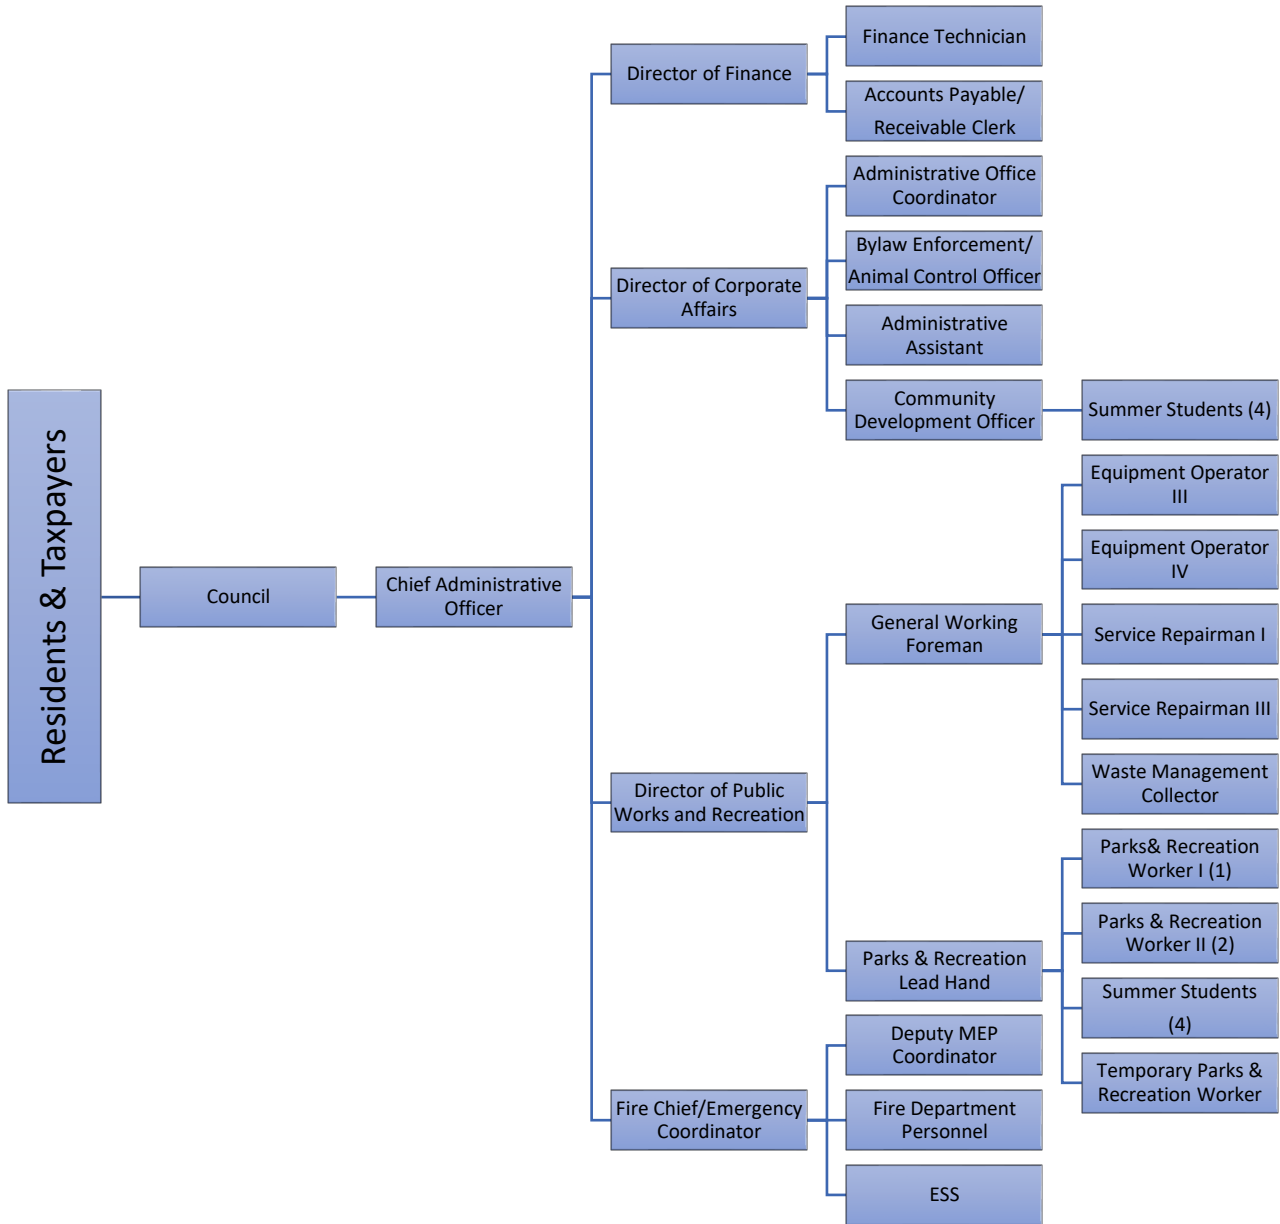 Residents & Taxpayers
Council
Chief Administrative
Officer
Director of Finance
Finance Technician
Accounts Payable/
Receivable Clerk
Director of Corporate
Affairs
Administrative Office
Coordinator
Bylaw Enforcement/
Animal Control Officer
Administrative
Assistant
Community
Development Officer
Summer Students (4)
Director of Public
Works and Recreation
General Working
Foreman
Equipment Operator
III
Equipment Operator
IV
Service Repairman I
Service Repairman III
Waste Management
Collector
Parks & Recreation
Lead Hand
Parks& Recreation
Worker I (1)
Parks & Recreation
Worker II (2)
Summer Students
(4)
Temporary Parks &
Recreation Worker
Fire Chief/Emergency
Coordinator
Deputy MEP
Coordinator
Fire Department
Personnel
ESS